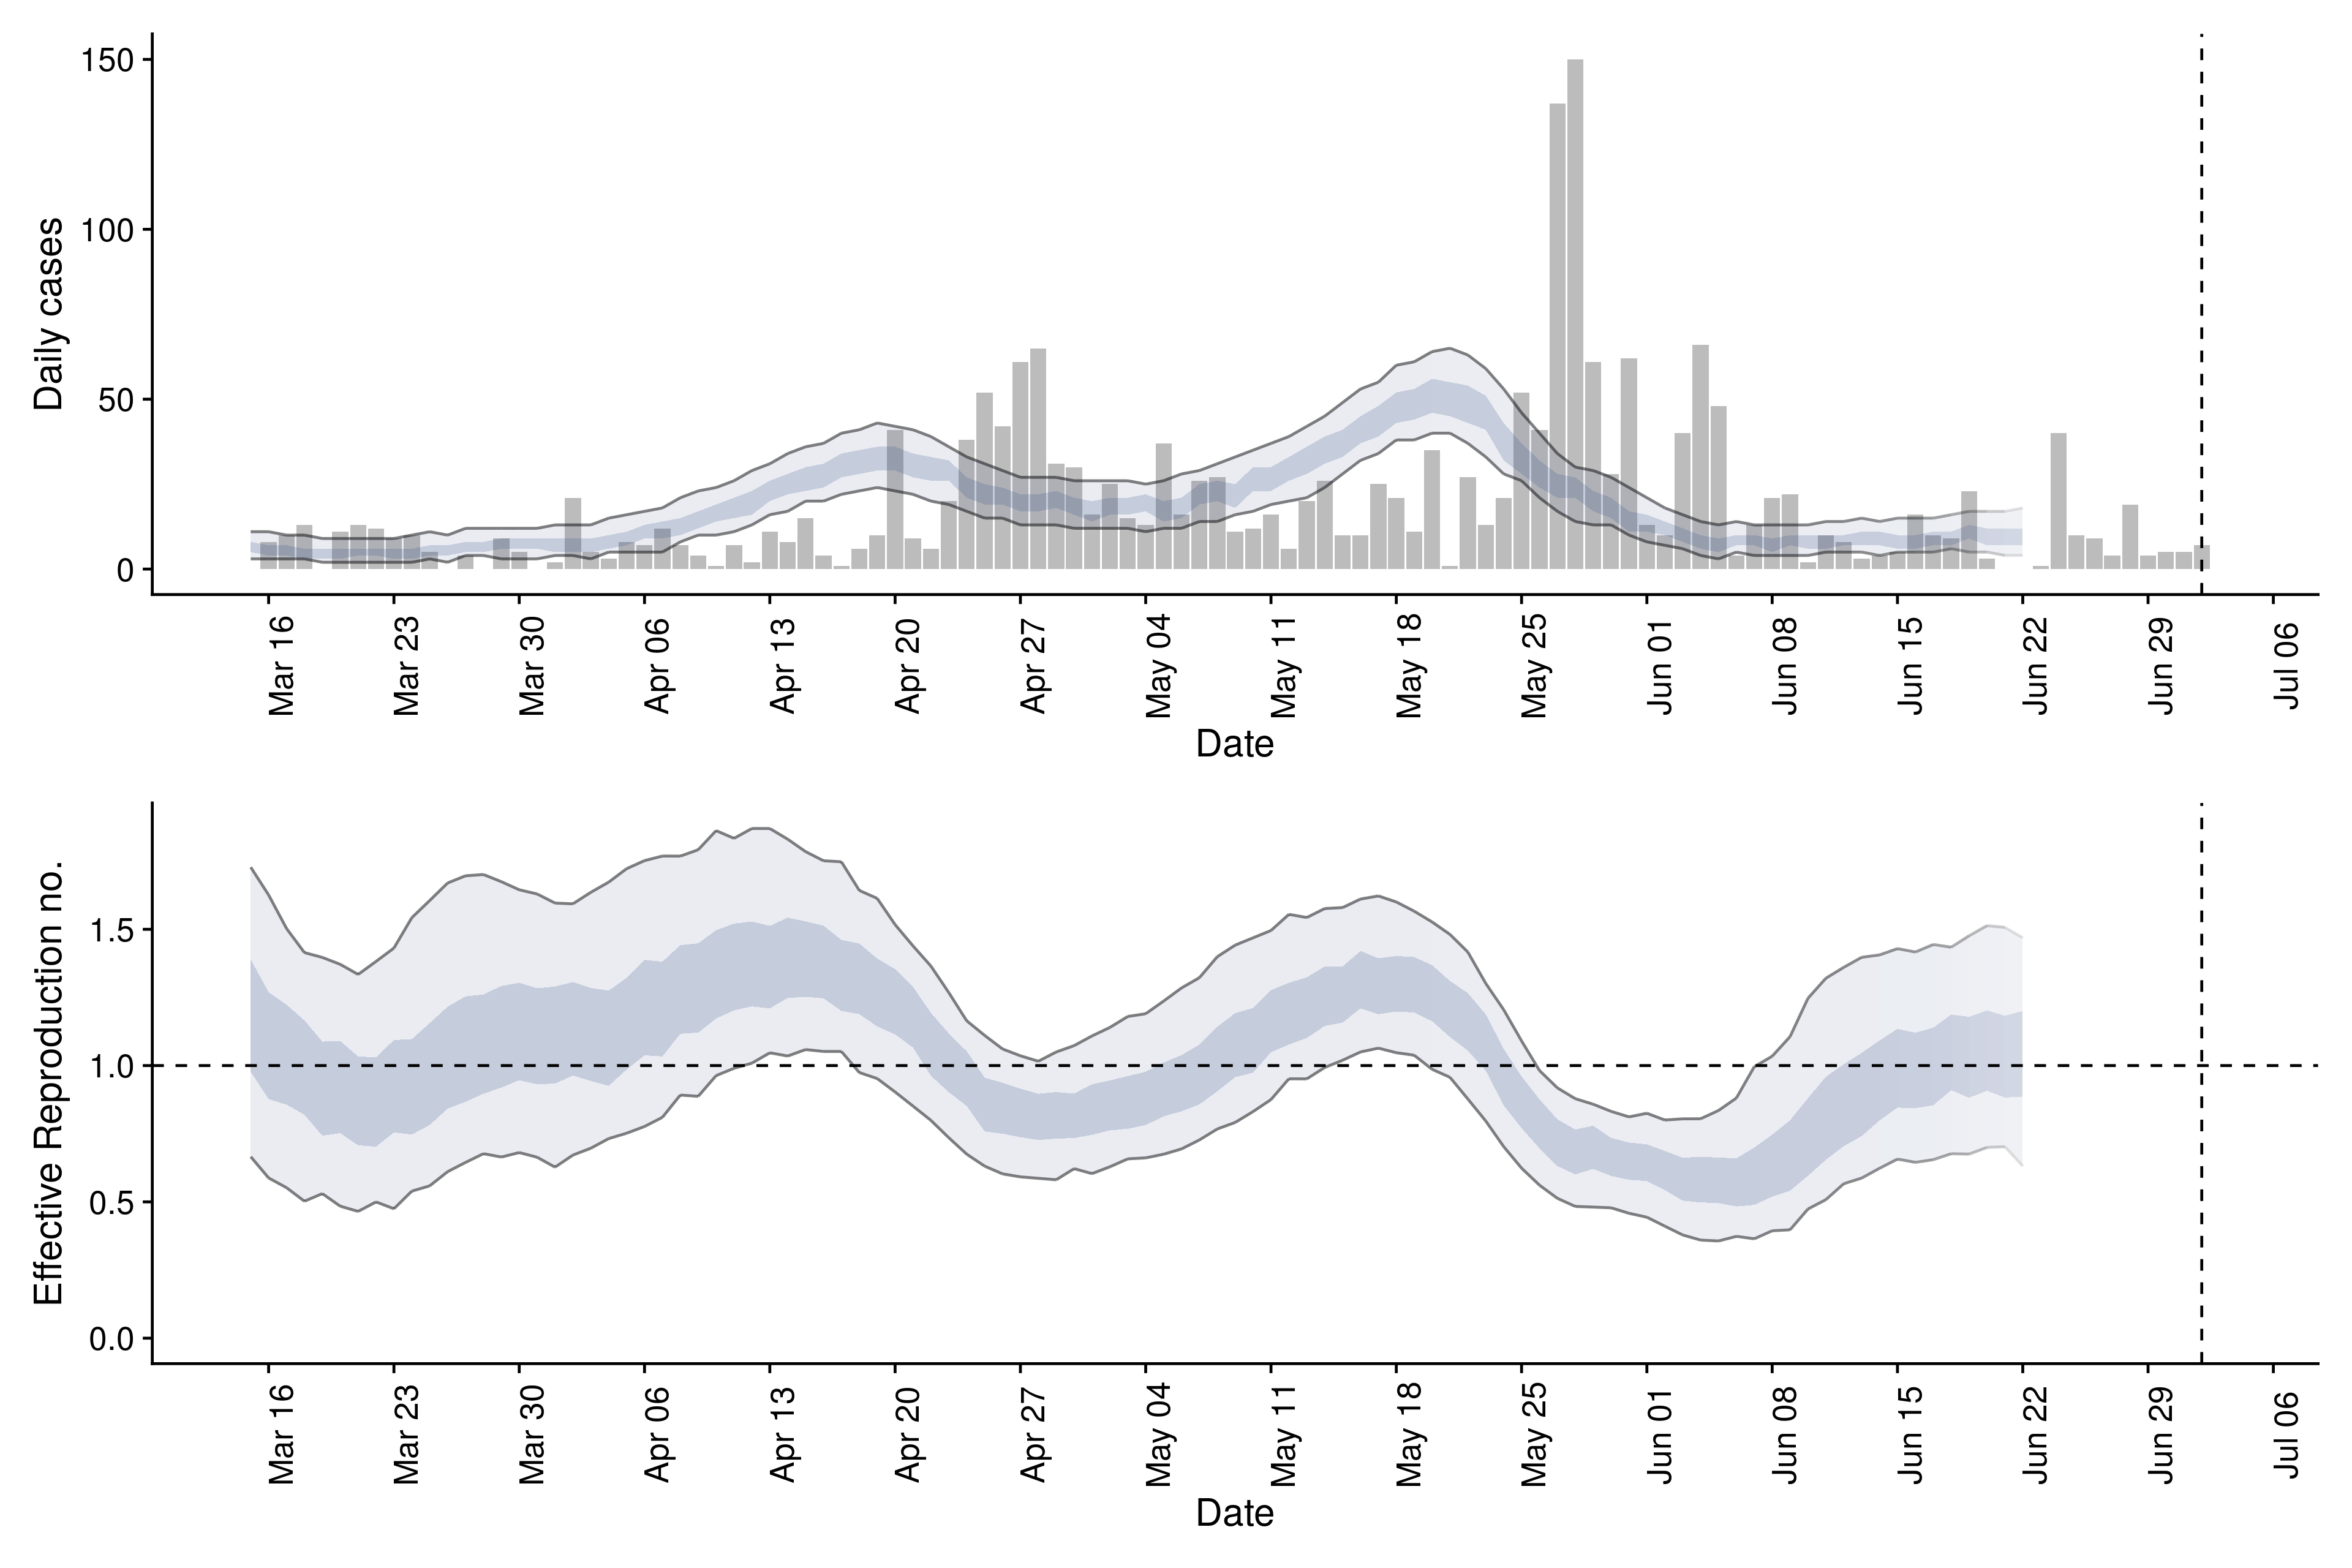 Daily cases
150
100
50
0
Mar 16
Mar 23
Mar 30
Apr 06
Apr 13
Apr 20
Apr 27
May 04
May 11
May 18
May 25
Jun 01
Jun 08
Jun 15
Jun 22
Jun 29
Jul 06
Date
Effective Reproduction no.
1.5
1.0
0.5
0.0
Mar 16
Mar 23
Mar 30
Apr 06
Apr 13
Apr 20
Apr 27
May 04
May 11
May 18
May 25
Jun 01
Jun 08
Jun 15
Jun 22
Jun 29
Jul 06
Date